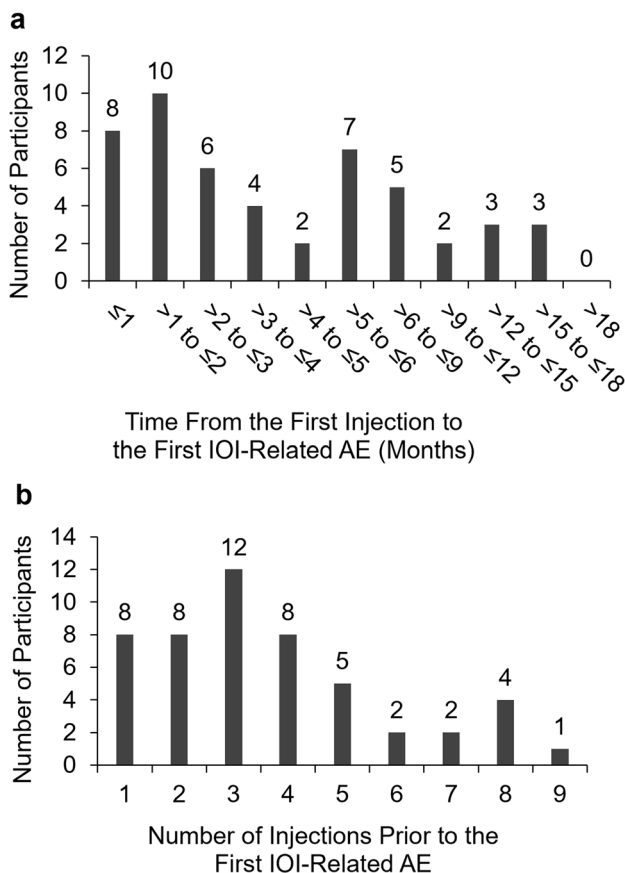 a
Number of Participants
12
10
8
6
4
2
0
8
10
6
4
2
7
5
2
3
3
0
≤1
>1 to ≤2
>2 to ≤3
>3 to ≤4
>4 to ≤5
>5 to ≤6
>6 to ≤9
>9 to ≤12
>12 to ≤15
>15 to ≤18
>18
Time From the First Injection to
the First IOI-Related AE (Months)
b
Number of Participants
14
12
10
8
6
4
2
0
8
8
12
8
5
2
2
4
1
1 2 3 4 5 6 7 8 9
Number of Injections Prior to the
First IOI-Related AE